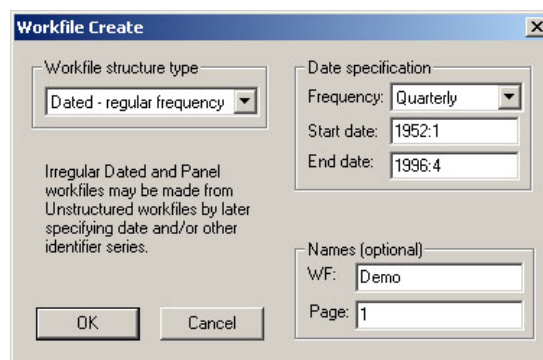 Workfile Create
Workfile structure type
Dated - regular frequency
Irregular Dated and Panel
workfiles may be made from
Unstructured workfiles by later
specifying date and/or other
identifier series.
OK
Cancel
Date specification
Frequency: Quarterly
Start date: 1952:1
End date: 1996:4
Names (optional)
WF: Demo
Page: 1